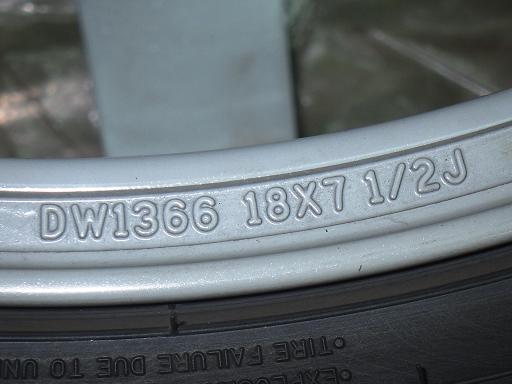 DW1366 18X7 1/2J
• TIRE FAILURE DUE TO